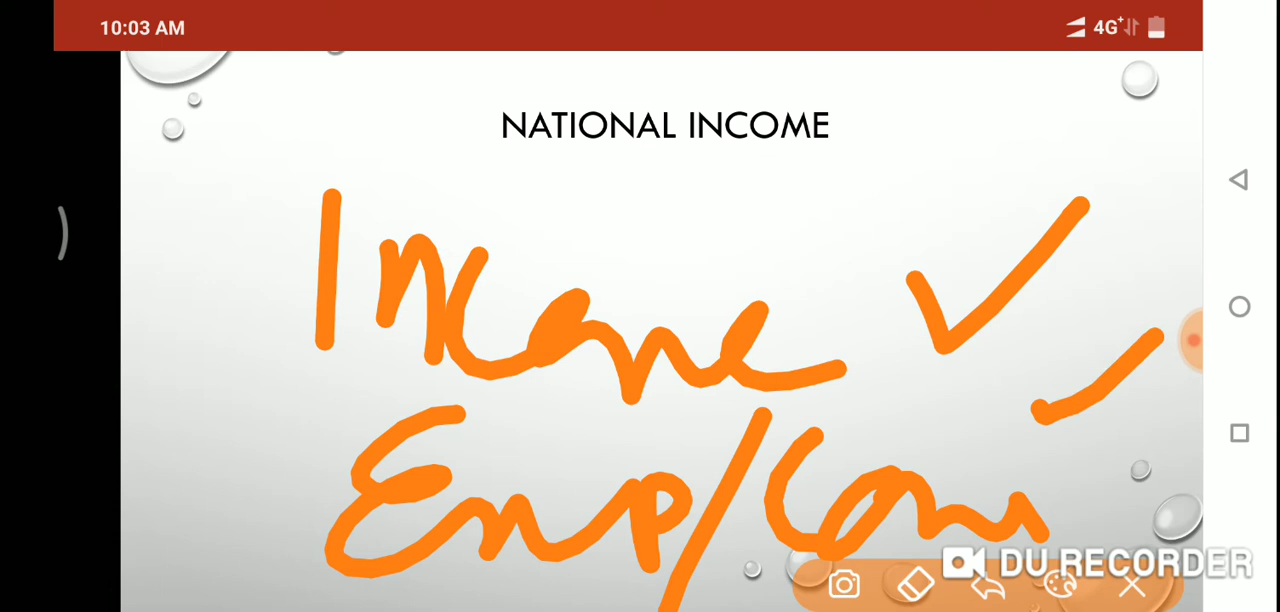 10:03 AM 4G+
NATIONAL INCOME
Income
Emp/Con
DU RECORDER